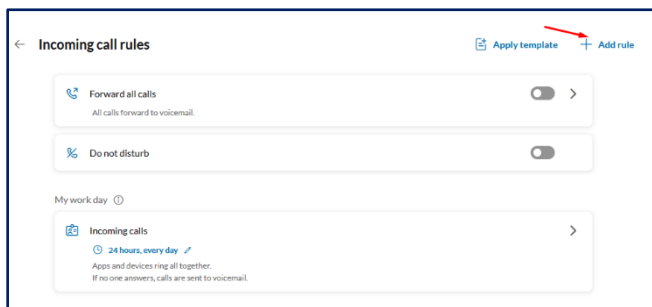 Incoming call rules
Apply template
Add rule
Forward all calls
All calls forward to voicemail.
Do not disturb
My work day
Incoming calls
24 hours, every day
Apps and devices ring all together.
If no one answers, calls are sent to voicemail.